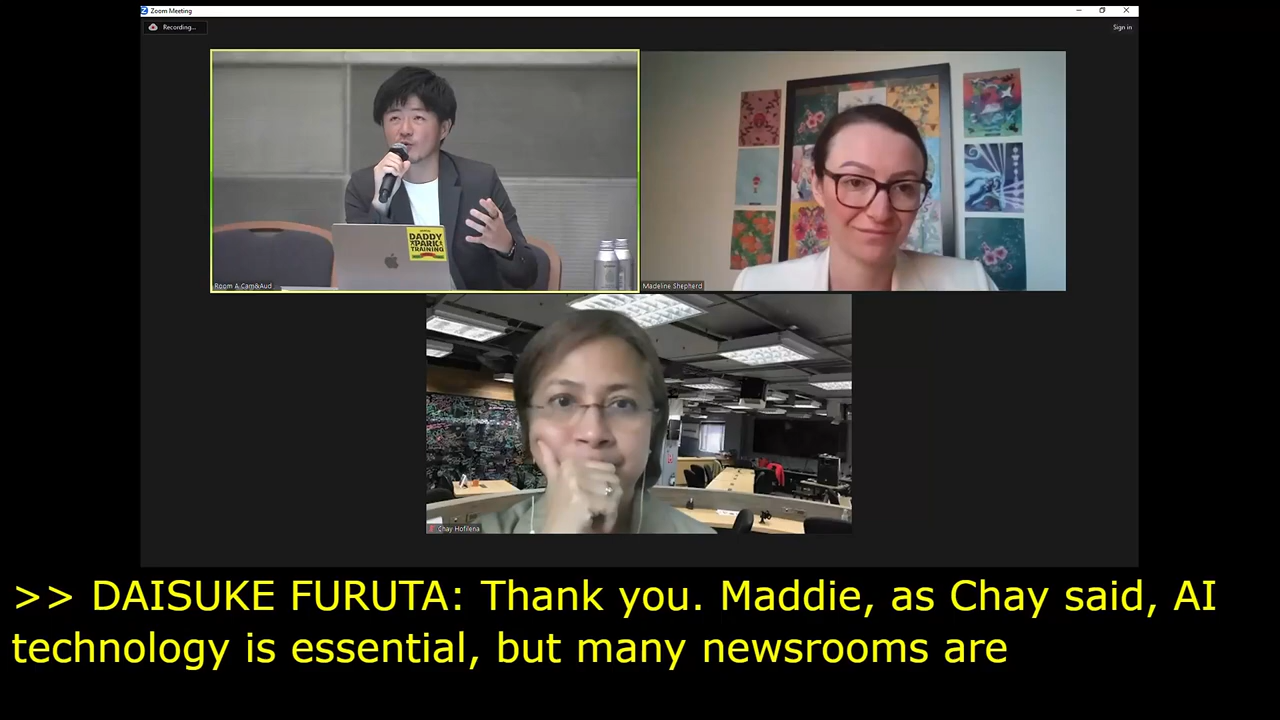 Zoom Meeting
Recording...
Sign in
DADDY
PARK
TRAINING
Room A Cam&Aud
Madeline Shepherd
Chay Hofilena
>> DAISUKE FURUTA: Thank you. Maddie, as Chay said, AI
technology is essential, but many newsrooms are